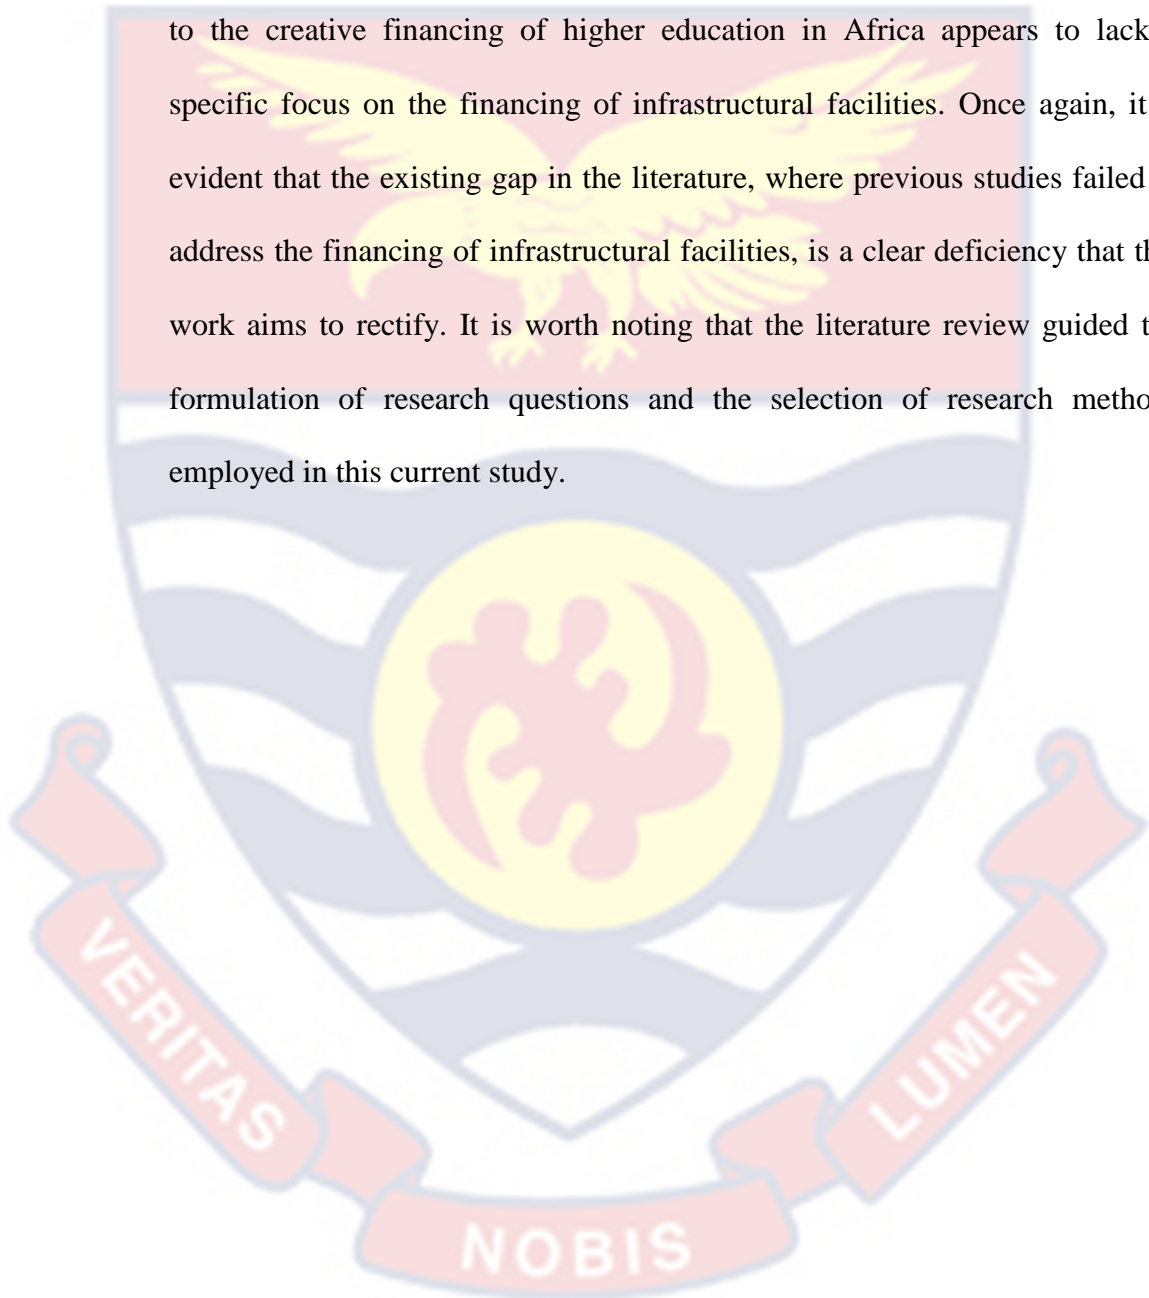 to the creative financing of higher education in Africa appears to lack
specific focus on the financing of infrastructural facilities. Once again, it
evident that the existing gap in the literature, where previous studies failed
address the financing of infrastructural facilities, is a clear deficiency that
work aims to rectify. It is worth noting that the literature review guided
formulation of research questions and the selection of research
employed in this current study.
VERITAS
NOBIS
LUMEN